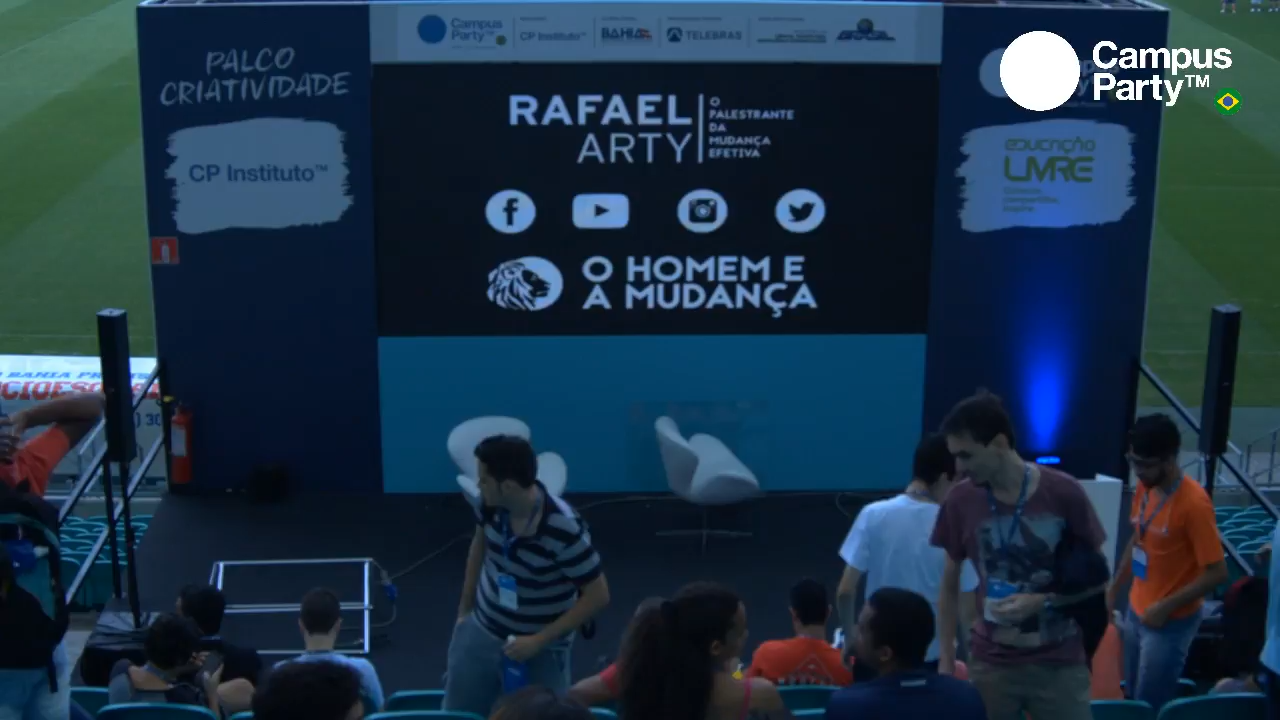 Campus
Party™
CP Instituto™
BAHIA
TELEBRAS
PALCO
CRIATIVIDADE
CP Instituto™
RAFAEL
ARTY
O
PALESTRANTE
DA
MUDANÇA
EFETIVA
O HOMEM E
A MUDANÇA
Campus
Party™
EDUCAÇÃO
LIVRE